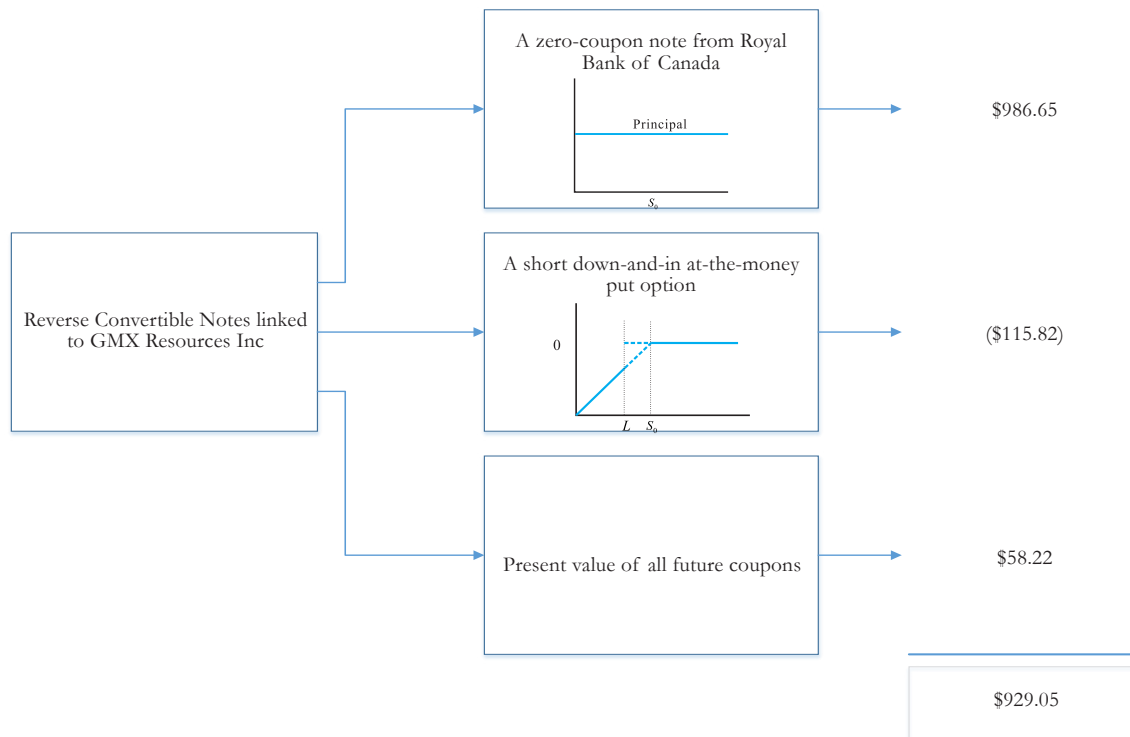 A zero-coupon note from Royal
Bank of Canada
Principal
S₀
$986.65
Reverse Convertible Notes linked
to GMX Resources Inc
A short down-and-in at-the-money
put option
0
L S₀
($115.82)
Present value of all future coupons
$58.22
$929.05